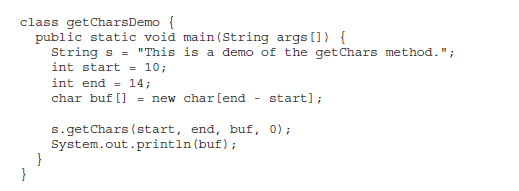 class getCharsDemo {
public static void main(String args[]) {
String s = "This is a demo of the getChars method.";
int start = 10;
int end = 14;
char buf[] = new char[end - start];
s.getChars(start, end, buf, 0);
System.out.println(buf);
}
}